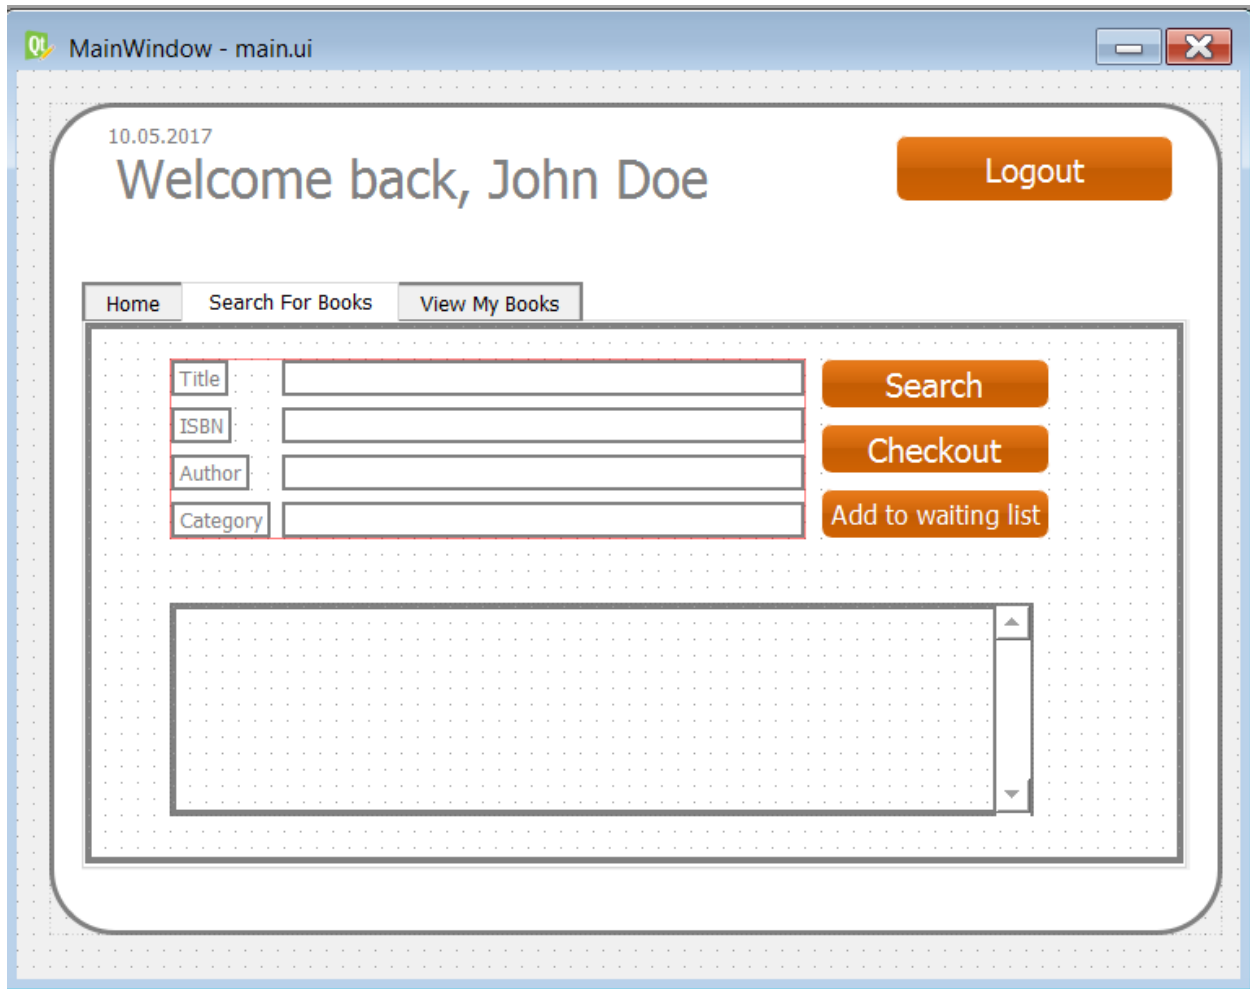 Qt MainWindow - main.ui
10.05.2017
Welcome back, John Doe
Logout
Home Search For Books View My Books
Title
Search
ISBN
Checkout
Author
Category
Add to waiting list